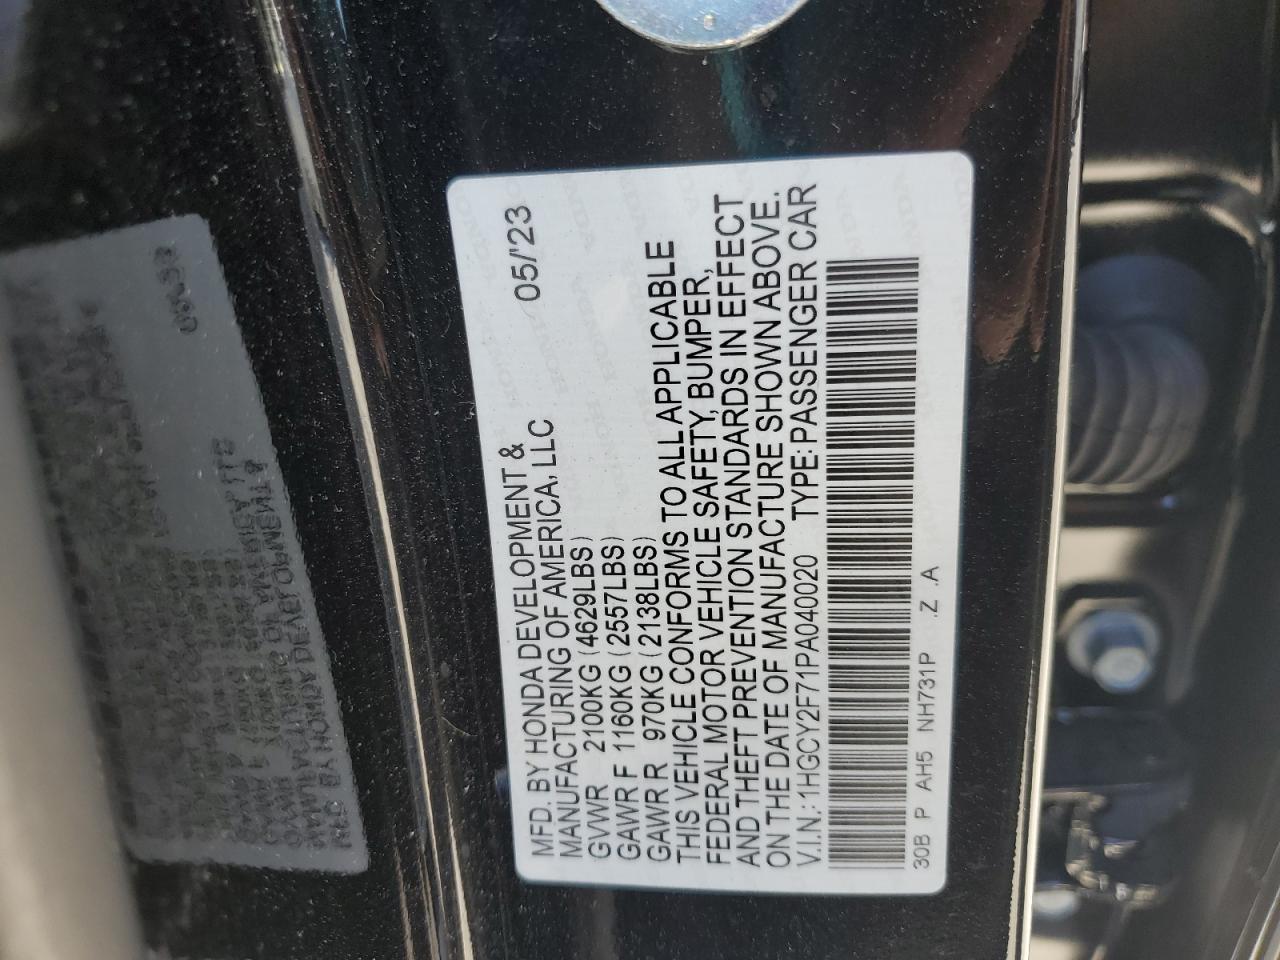 MFD. BY HONDA DEVELOPMENT & 05/'23
MANUFACTURING OF AMERICA, LLC
GVWR 2100KG (4629LBS)
GAWR F 1160KG (2557LBS)
GAWR R 970KG (2138LBS)
THIS VEHICLE CONFORMS TO ALL APPLICABLE
FEDERAL MOTOR VEHICLE SAFETY, BUMPER,
AND THEFT PREVENTION STANDARDS IN EFFECT
ON THE DATE OF MANUFACTURE SHOWN ABOVE.
V.I.N.: 1HGCY2F71PA040020 TYPE: PASSENGER CAR
30B P AH5 NH731P .Z .A